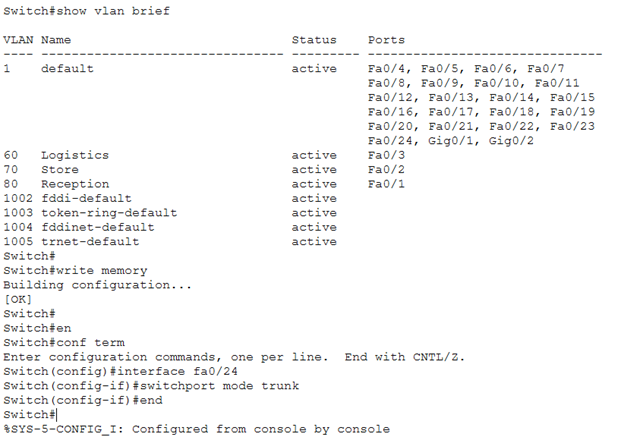 Switch#show vlan brief
VLAN Name                             Status    Ports
---- -------------------------------- --------- -------------------------------
1    default                          active    Fa0/4, Fa0/5, Fa0/6, Fa0/7
                                                Fa0/8, Fa0/9, Fa0/10, Fa0/11
                                                Fa0/12, Fa0/13, Fa0/14, Fa0/15
                                                Fa0/16, Fa0/17, Fa0/18, Fa0/19
                                                Fa0/20, Fa0/21, Fa0/22, Fa0/23
                                                Fa0/24, Gig0/1, Gig0/2
60   Logistics                        active    Fa0/3
70   Store                            active    Fa0/2
80   Reception                        active    Fa0/1
1002 fddi-default                     active
1003 token-ring-default               active
1004 fddinet-default                  active
1005 trnet-default                    active
Switch#
Switch#write memory
Building configuration...
[OK]
Switch#
Switch#en
Switch#conf term
Enter configuration commands, one per line.  End with CNTL/Z.
Switch(config)#interface fa0/24
Switch(config-if)#switchport mode trunk
Switch(config-if)#end
Switch#
%SYS-5-CONFIG_I: Configured from console by console